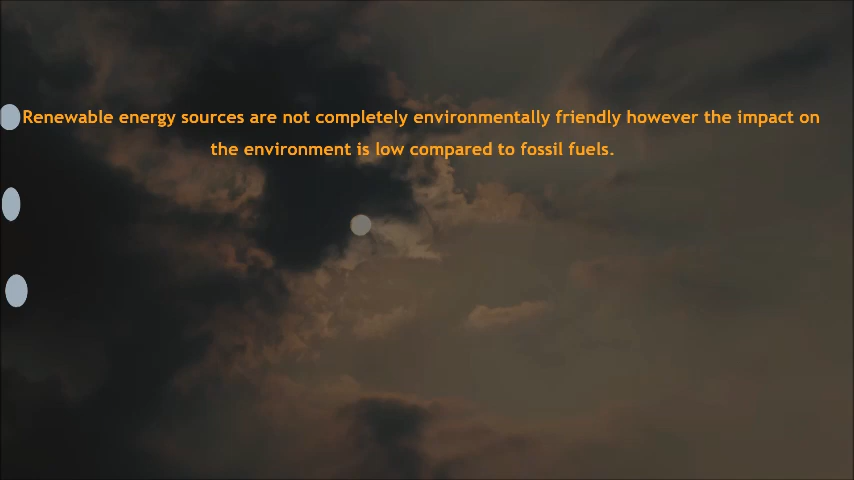 Renewable energy sources are not completely environmentally friendly however the impact on
the environment is low compared to fossil fuels.